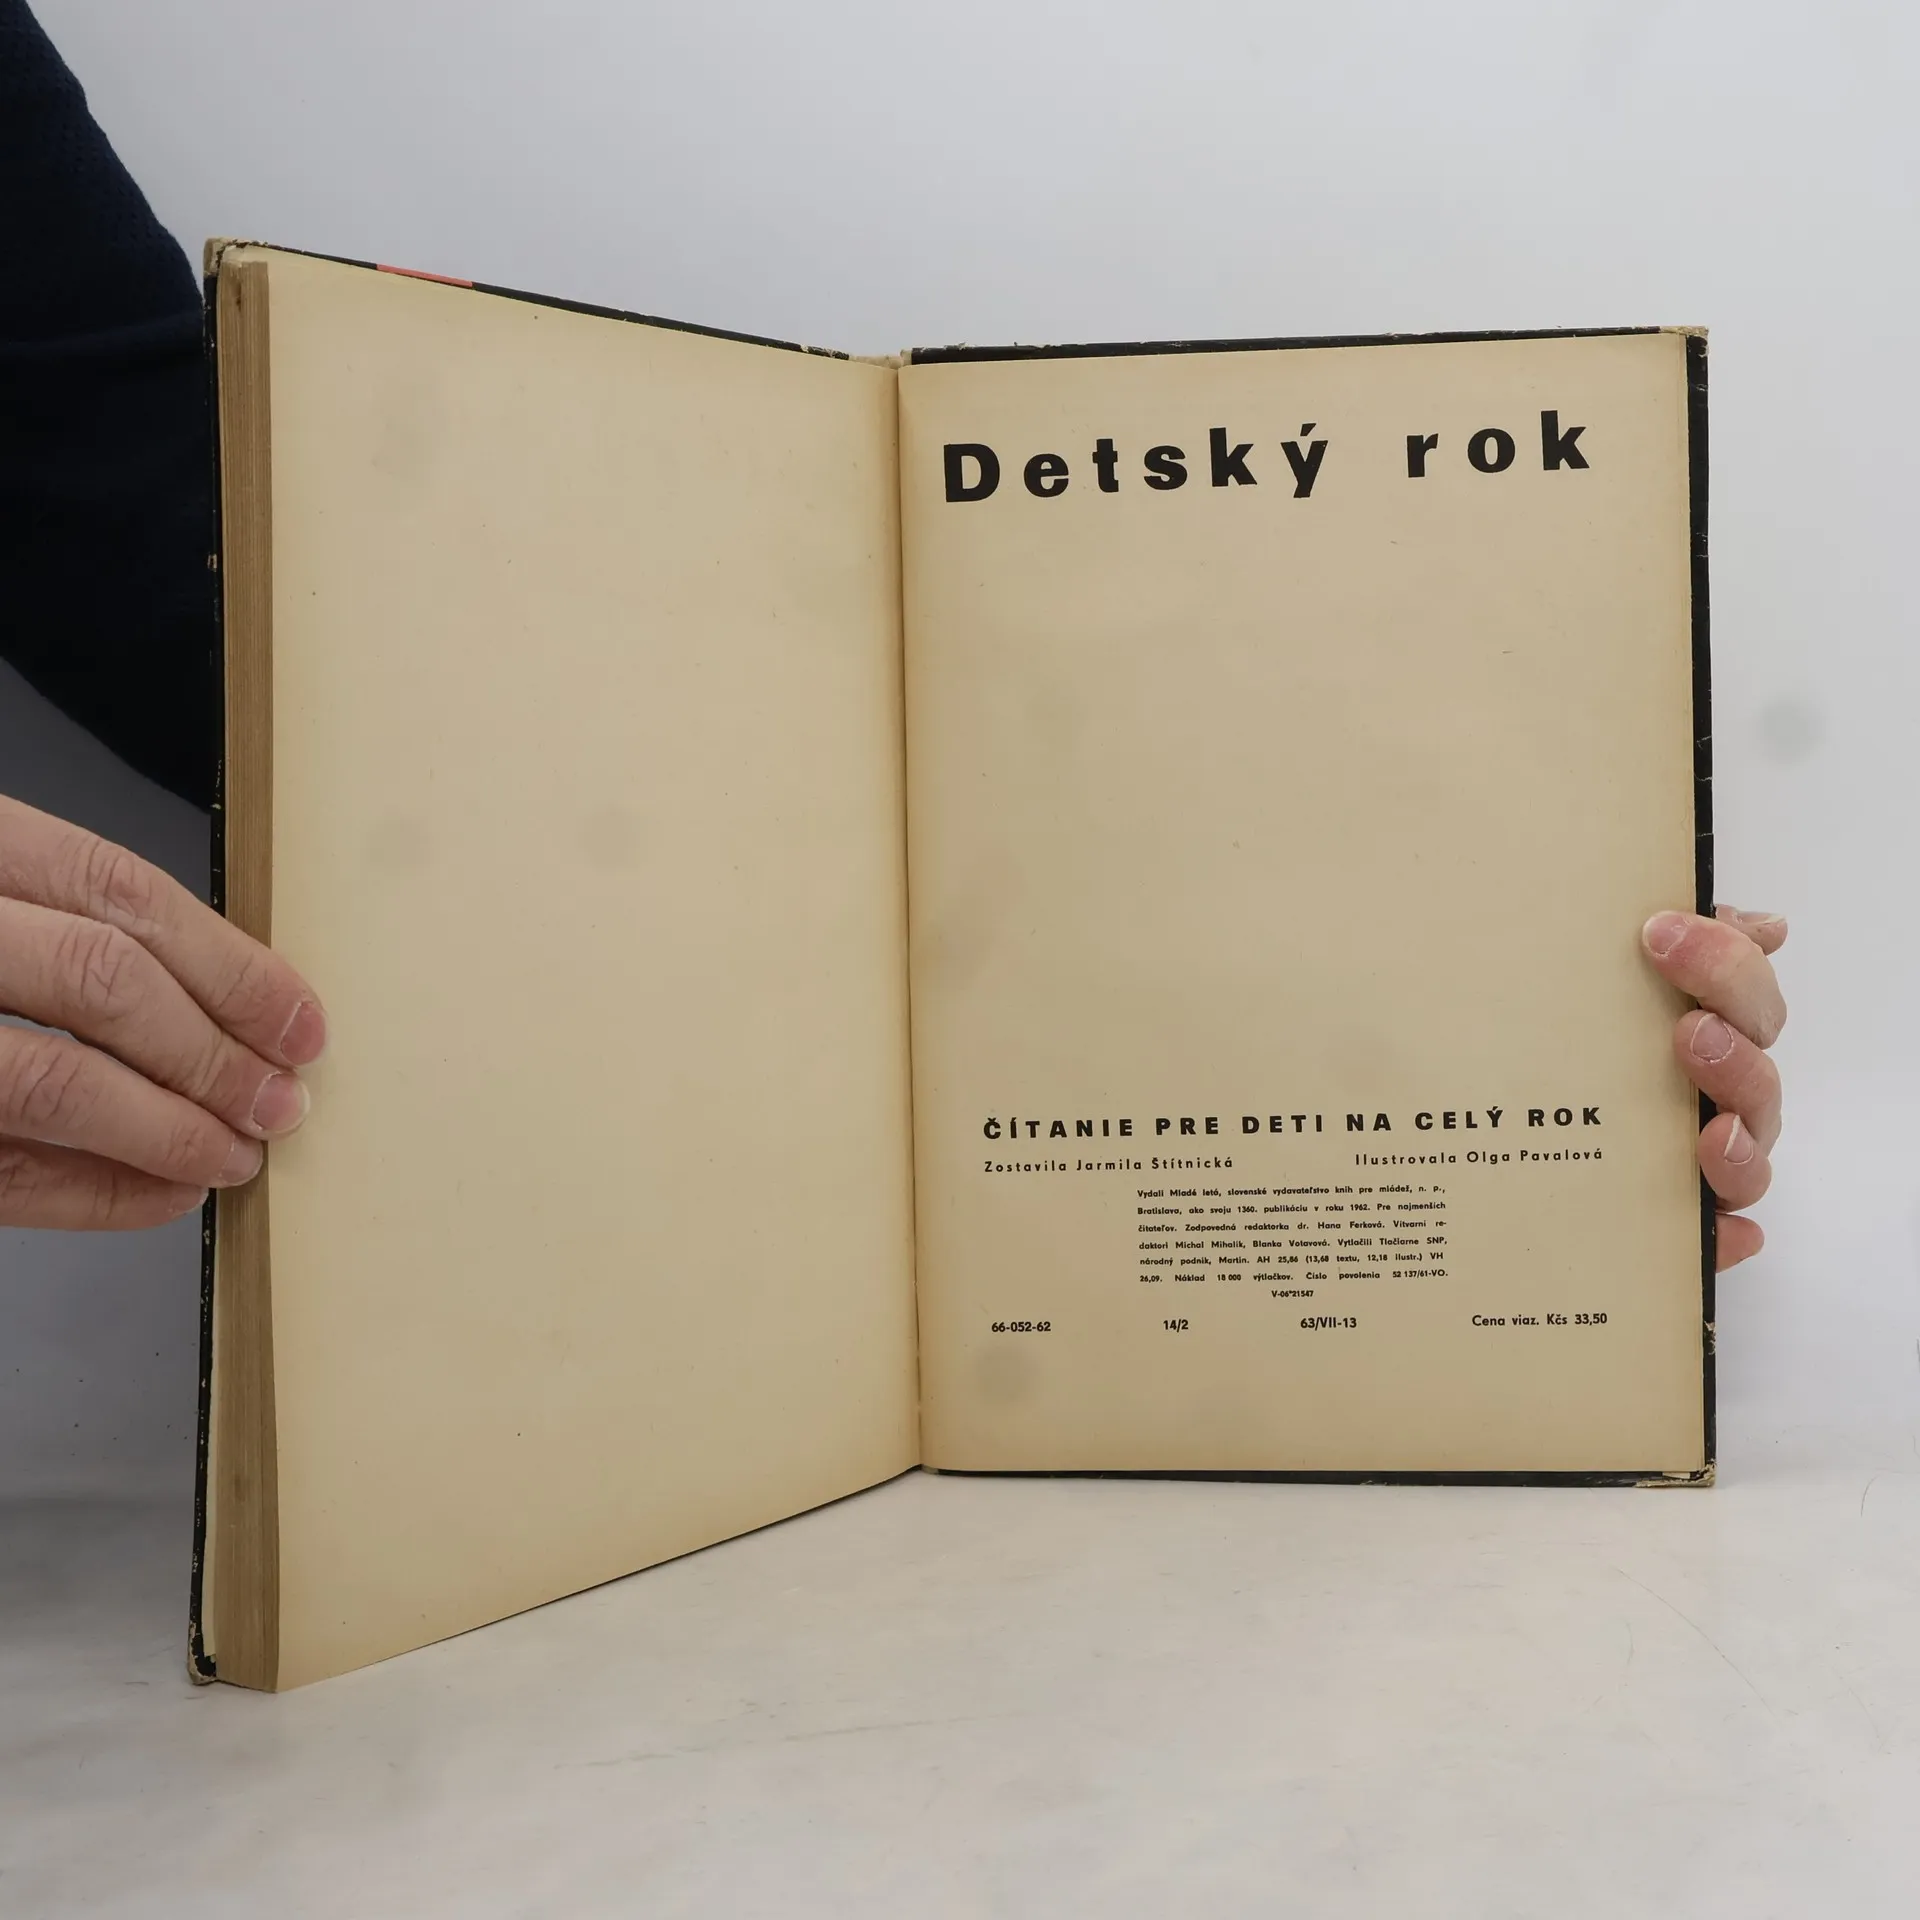 Detský rok
ČÍTANIE PRE DETI NA CELÝ ROK
Zostavila Jarmila Štítnická Ilustrovala Olga Pavalová
Vydali Mladé letá, slovenské vydavateľstvo kníh pre mládež, n. p.,
Bratislava, ako svoju 1360. publikáciu v roku 1962. Pre najmenších
čitateľov. Zodpovedná redaktorka dr. Hana Ferková. Výtvarní re-
daktori Michal Mihalík, Blanka Votavová. Vytlačili Tlačiarne SNP,
národný podnik, Martin. AH 25,86 (13,68 textu, 12,18 ilustr.) VH
26,09. Náklad 18 000 výtlačkov. Číslo povolenia 52 137/61-VO.
V-06*21547
66-052-62 14/2 63/VII-13 Cena viaz. Kčs 33,50